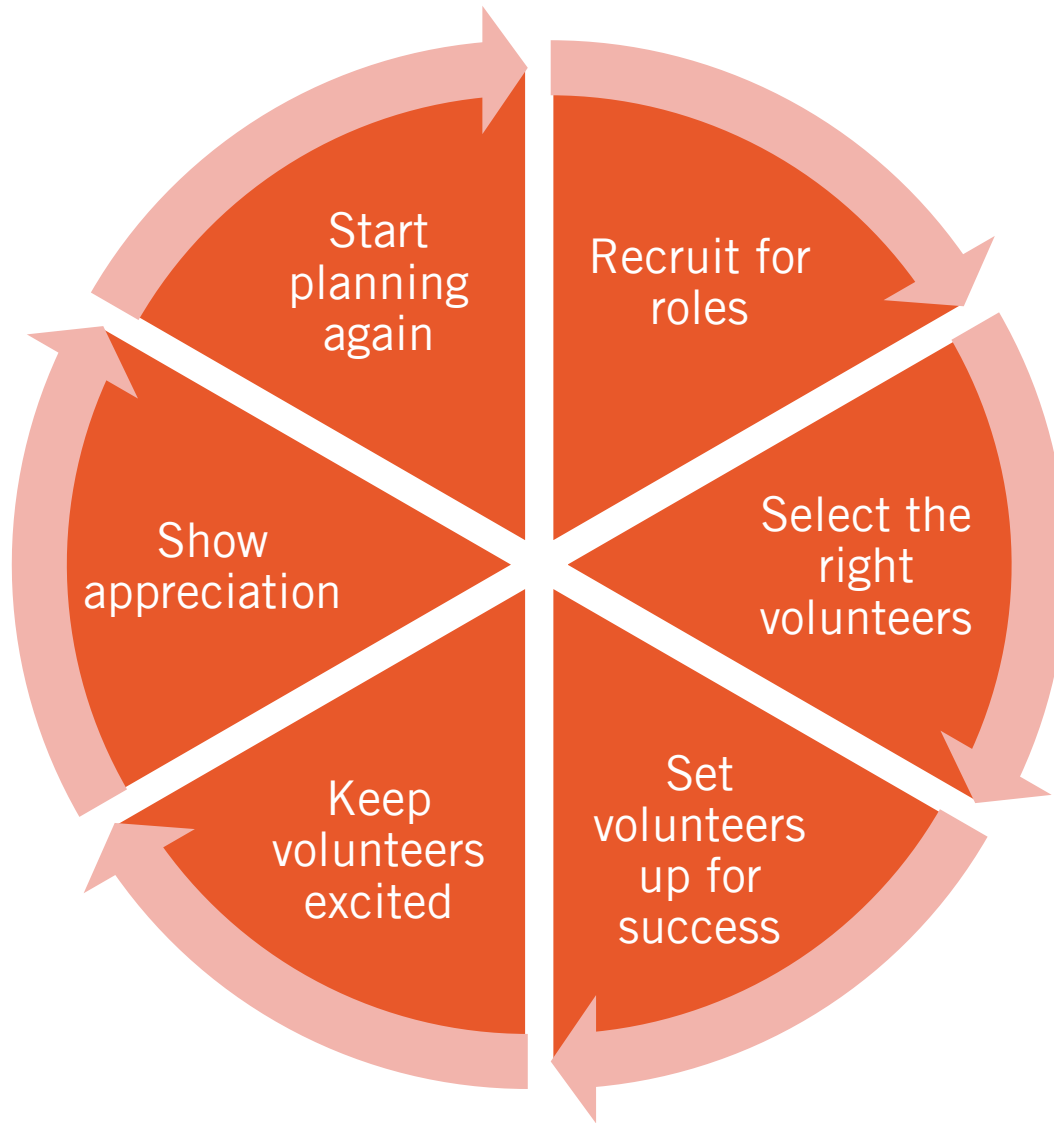 Recruit for
roles
Select the
right
volunteers
Set
volunteers
up for
success
Keep
volunteers
excited
Show
appreciation
Start
planning
again